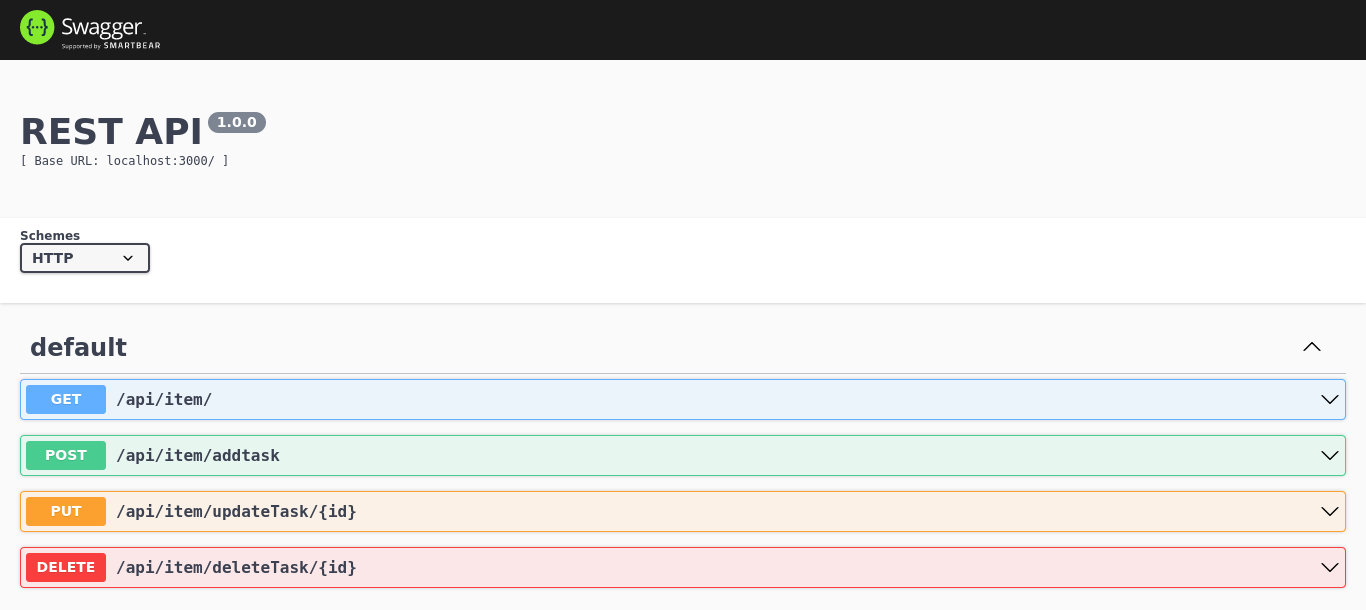 {···} Swagger.
Supported by SMARTBEAR
REST API 1.0.0
[ Base URL: localhost:3000/ ]
Schemes
HTTP
default
GET /api/item/
POST /api/item/addtask
PUT /api/item/updateTask/{id}
DELETE /api/item/deleteTask/{id}